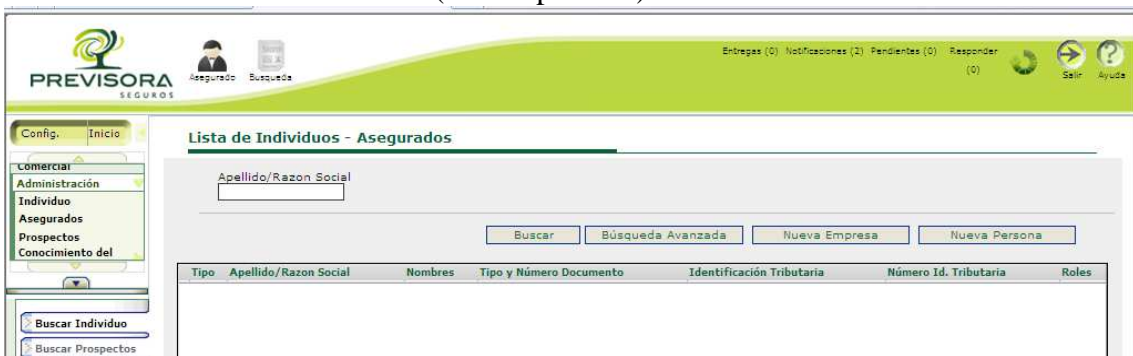 PREVISORA
SEGUROS
Asegurado
Busqueda
Entregas (0) Notificaciones (2) Pendientes (0) Responder (0)
Salir
Ayuda
Config. Inicio
Comercial
Administración
Individuo
Asegurados
Prospectos
Conocimiento del
Buscar Individuo
Buscar Prospectos
Lista de Individuos - Asegurados
Apellido/Razon Social
Buscar Búsqueda Avanzada Nueva Empresa Nueva Persona
Tipo Apellido/Razon Social Nombres Tipo y Número Documento Identificación Tributaria Número Id. Tributaria Roles